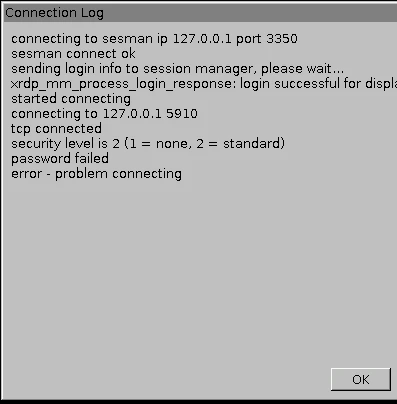 Connection Log
connecting to sesman ip 127.0.0.1 port 3350
sesman connect ok
sending login info to session manager, please wait...
xrdp_mm_process_login_response: login successful for
started connecting
connecting to 127.0.0.1 5910
tcp connected
security level is 2 (1 = none, 2 = standard)
password failed
error - problem connecting
OK